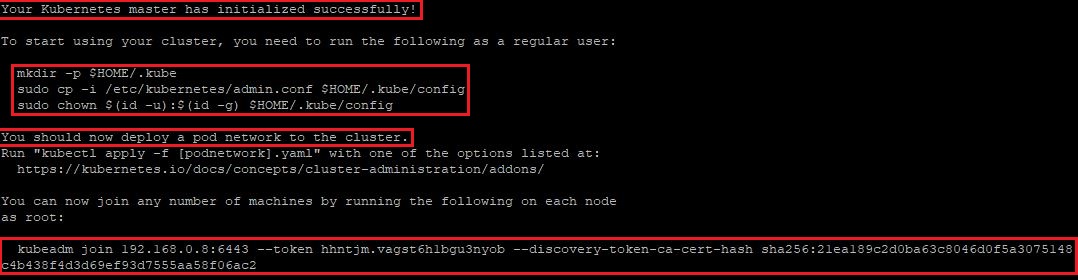 Your Kubernetes master has initialized successfully!
To start using your cluster, you need to run the following as a regular user:
mkdir -p $HOME/.kube
sudo cp -i /etc/kubernetes/admin.conf $HOME/.kube/config
sudo chown $(id -u):$(id -g) $HOME/.kube/config
You should now deploy a pod network to the cluster.
Run "kubectl apply -f [podnetwork].yaml" with one of the options listed at:
https://kubernetes.io/docs/concepts/cluster-administration/addons/
You can now join any number of machines by running the following on each node
as root:
kubeadm join 192.168.0.8:6443 --token hhntjm.vagst6hlbgu3nyob --discovery-token-ca-cert-hash sha256:21ea189c2d0ba63c8046d0f5a3075148
c4b438f4d3d69ef93d7555aa58f06ac2